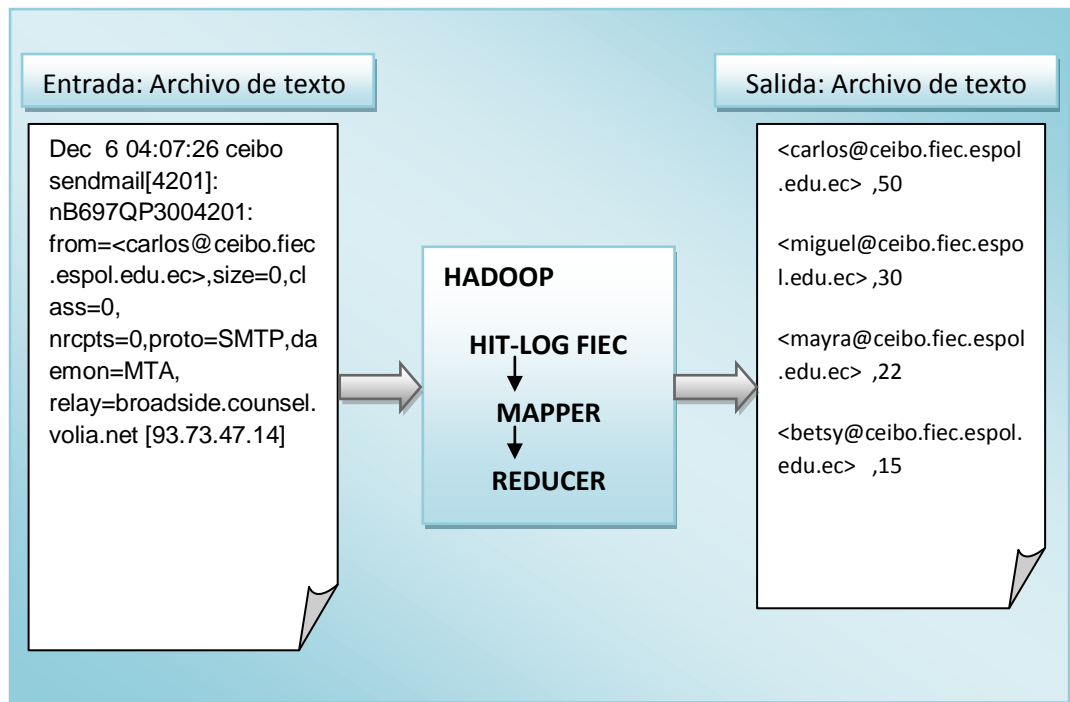 Entrada: Archivo de texto
Dec  6 04:07:26 ceibo
sendmail[4201]:
nB697QP3004201:
from=<carlos@ceibo.fiec
.espol.edu.ec>,size=0,cl
ass=0,
nrcpts=0,proto=SMTP,da
emon=MTA,
relay=broadside.counsel.
volia.net [93.73.47.14]
HADOOP
HIT-LOG FIEC
MAPPER
REDUCER
Salida: Archivo de texto
<carlos@ceibo.fiec.espol
.edu.ec>  ,50
<miguel@ceibo.fiec.espo
l.edu.ec> ,30
<mayra@ceibo.fiec.espol
.edu.ec>  ,22
<betsy@ceibo.fiec.espol.
edu.ec>   ,15